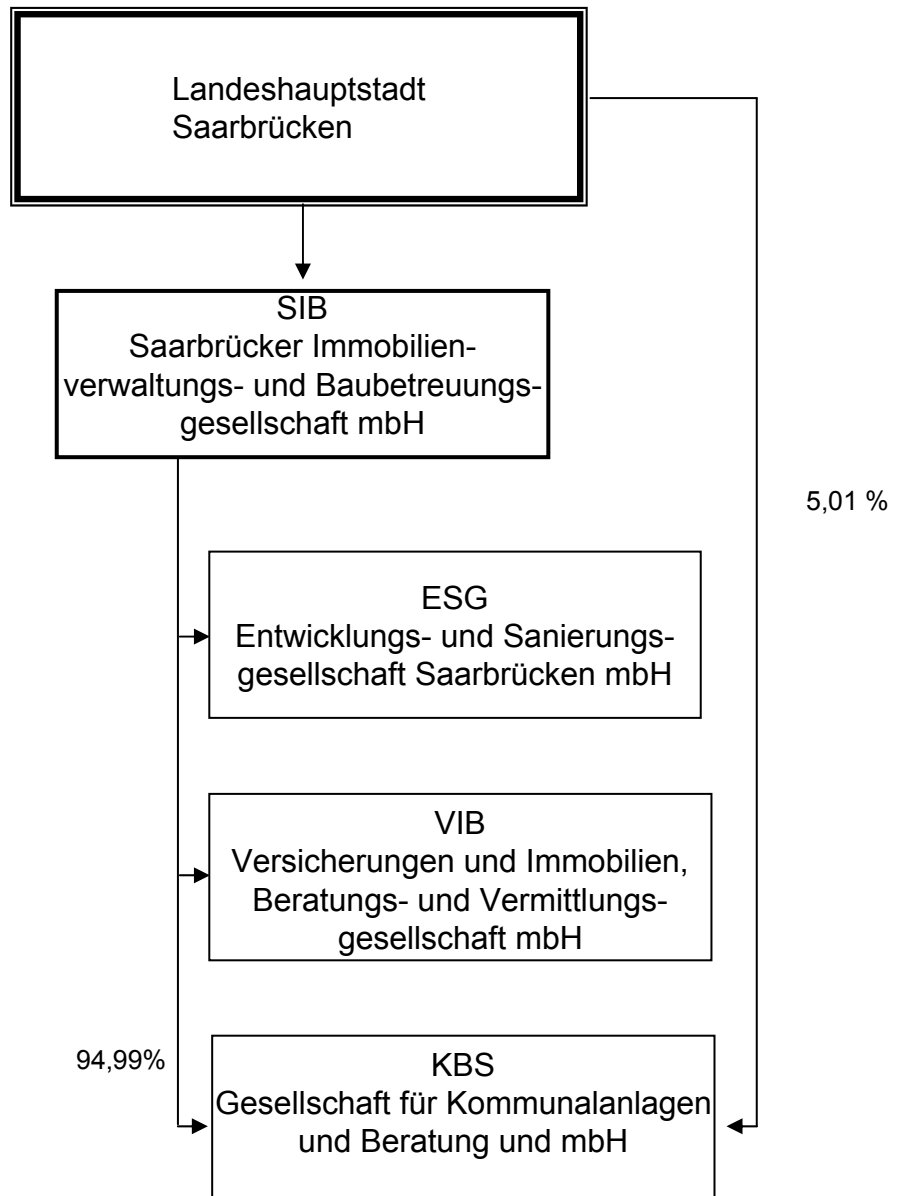 Landeshauptstadt
Saarbrücken
SIB
Saarbrücker Immobilien-
verwaltungs- und Baubetreuungs-
gesellschaft mbH
5,01 %
ESG
Entwicklungs- und Sanierungs-
gesellschaft Saarbrücken mbH
VIB
Versicherungen und Immobilien,
Beratungs- und Vermittlungs-
gesellschaft mbH
94,99%
KBS
Gesellschaft für Kommunalanlagen
und Beratung und mbH